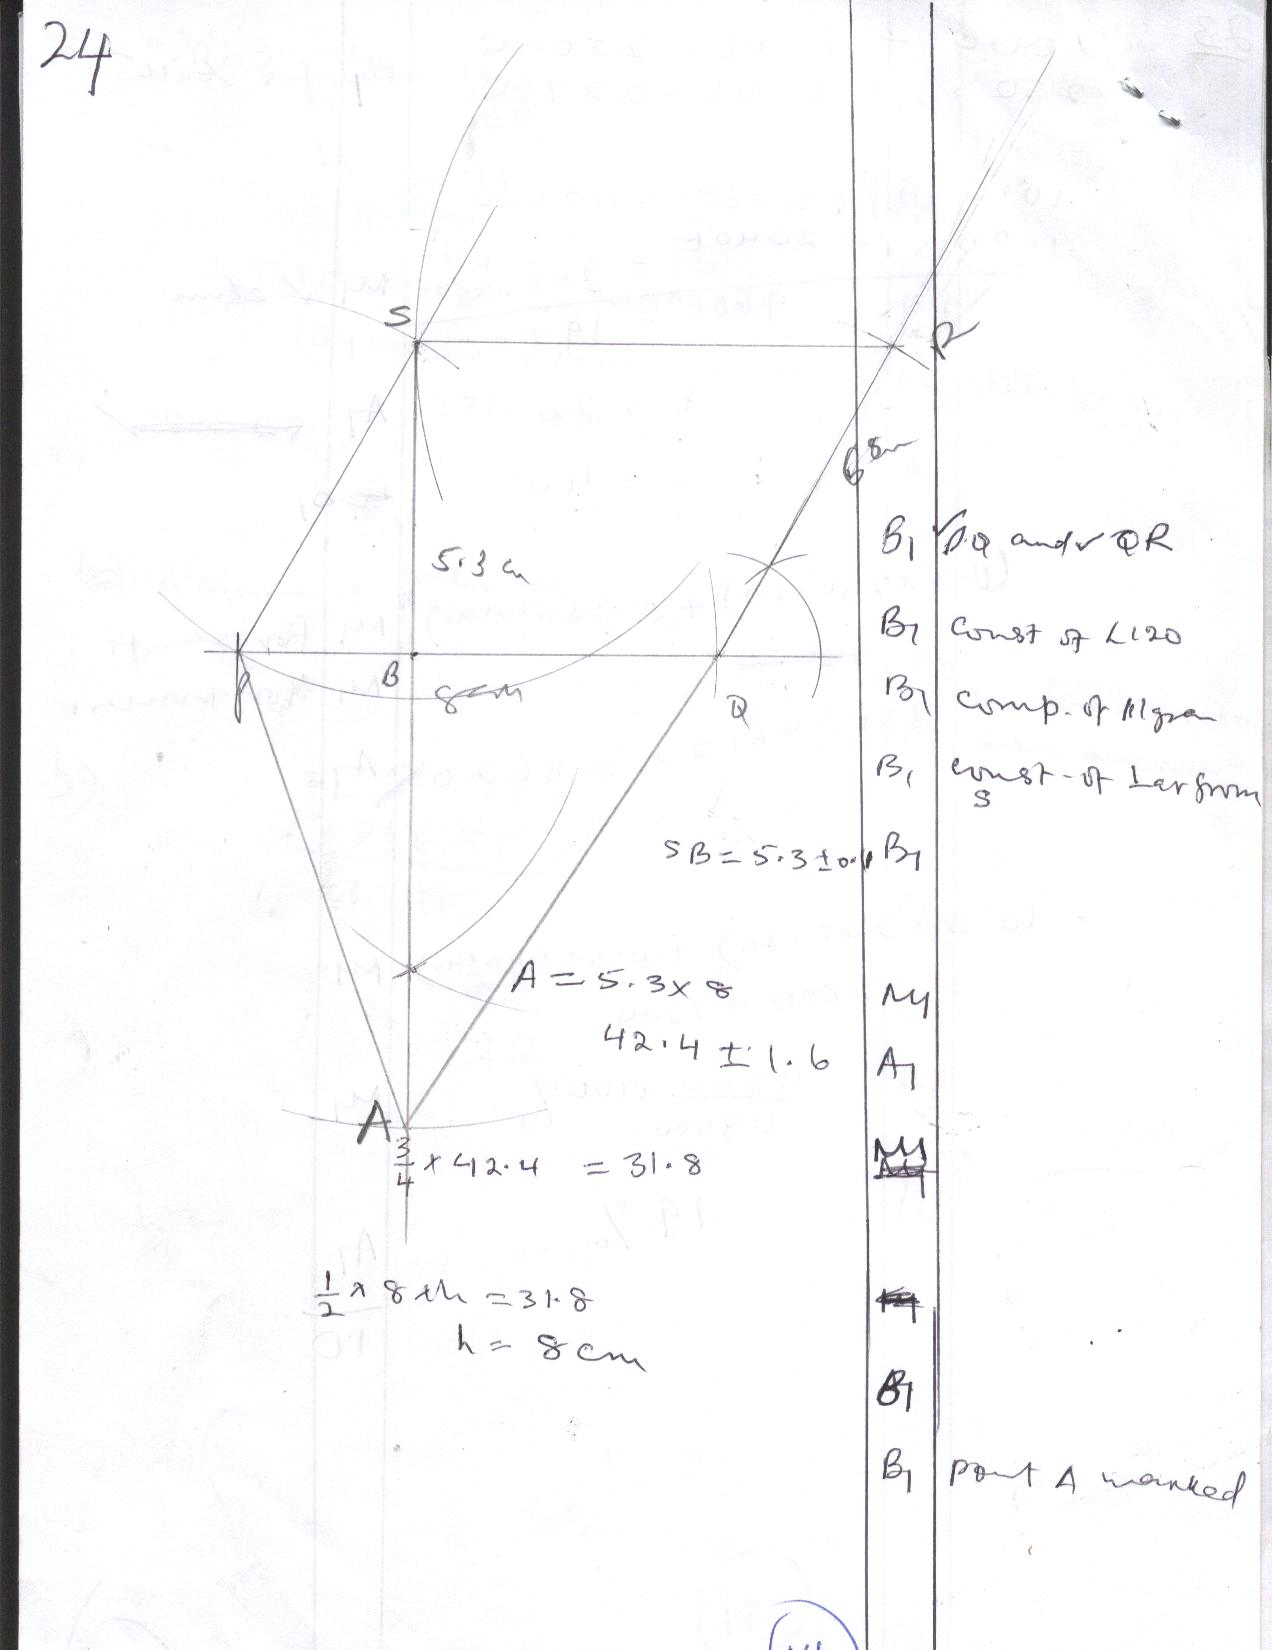 24
S
R
6cm
5.3 cm
B1 PQ and QR
B1 const of ∠120
P
B
8cm
Q
B1 comp. of //gram
B1 const-of ⊥ar from
S
SB = 5.3 ± 0.1 B1
A = 5.3 x 8 M1
42.4 ± 1.6 A1
A
3/4 x 42.4 = 31.8 M1
1/2 x 8 x h = 31.8
h = 8 cm B1
B1 point A marked